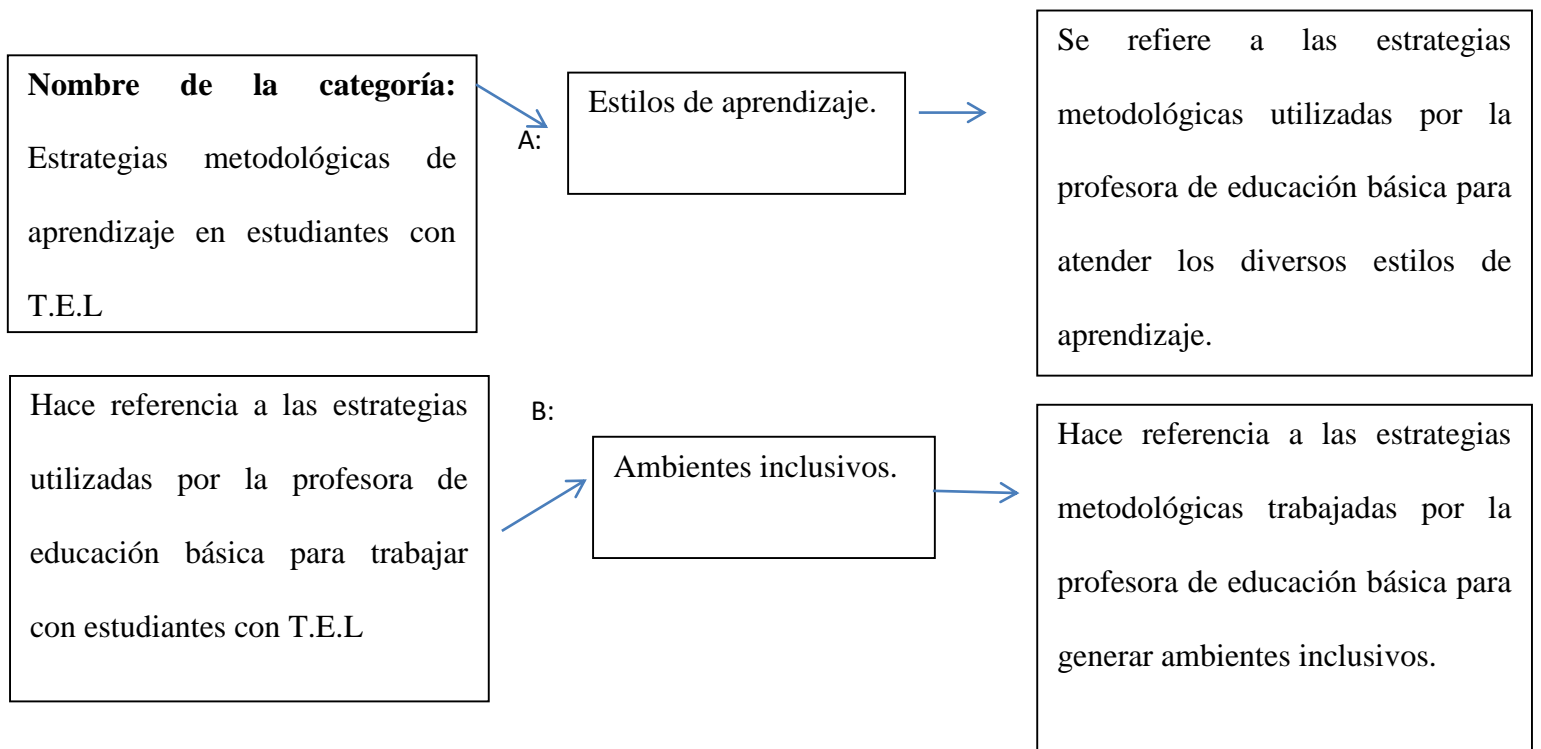 Nombre de la categoría:
Estrategias metodológicas de
aprendizaje en estudiantes con
T.E.L
A:
Estilos de aprendizaje.
Se refiere a las estrategias
metodológicas utilizadas por la
profesora de educación básica para
atender los diversos estilos de
aprendizaje.
Hace referencia a las estrategias
utilizadas por la profesora de
educación básica para trabajar
con estudiantes con T.E.L
B:
Ambientes inclusivos.
Hace referencia a las estrategias
metodológicas trabajadas por la
profesora de educación básica para
generar ambientes inclusivos.